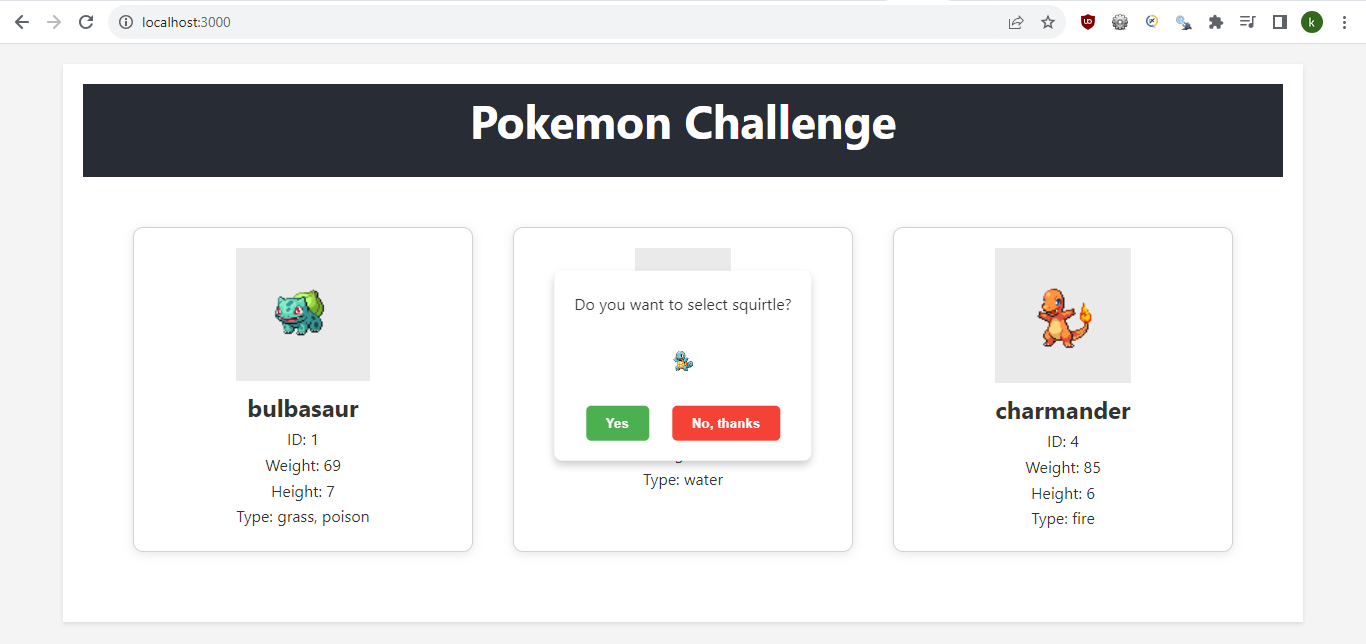 localhost:3000
k
Pokemon Challenge
bulbasaur
ID: 1
Weight: 69
Height: 7
Type: grass, poison
Do you want to select squirtle?
Yes
No, thanks
Type: water
charmander
ID: 4
Weight: 85
Height: 6
Type: fire